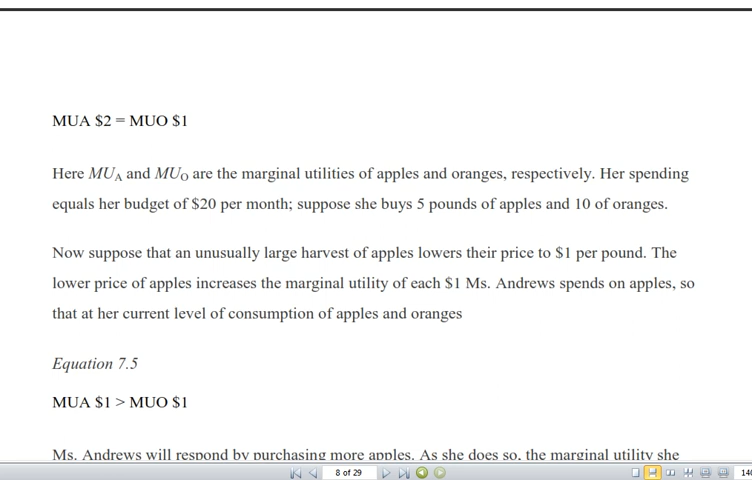 MUA $2 = MUO $1
Here MUA and MUO are the marginal utilities of apples and oranges, respectively. Her spending
equals her budget of $20 per month; suppose she buys 5 pounds of apples and 10 of oranges.
Now suppose that an unusually large harvest of apples lowers their price to $1 per pound. The
lower price of apples increases the marginal utility of each $1 Ms. Andrews spends on apples, so
that at her current level of consumption of apples and oranges
Equation 7.5
MUA $1 > MUO $1
Ms. Andrews will respond by purchasing more apples. As she does so, the marginal utility she
8 of 29
140